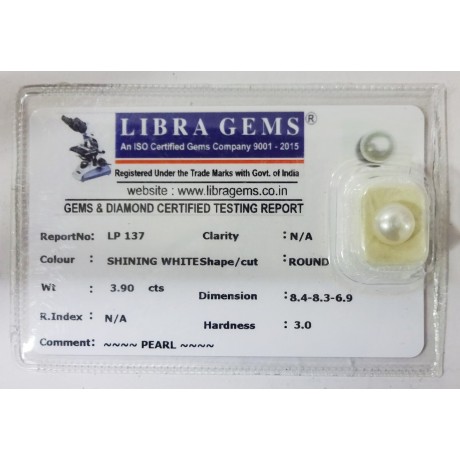 LIBRA GEMS ®
An ISO Certified Gems Company 9001 - 2015
Registered Under the Trade Marks with Govt. of India
website : www.libragems.co.in
GEMS & DIAMOND CERTIFIED TESTING REPORT
ReportNo: LP 137 Clarity : N/A
Colour : SHINING WHITE Shape/cut : ROUND
Wt : 3.90 cts Dimension : 8.4-8.3-6.9
R.Index : N/A Hardness : 3.0
Comment: ~~~~ PEARL ~~~~